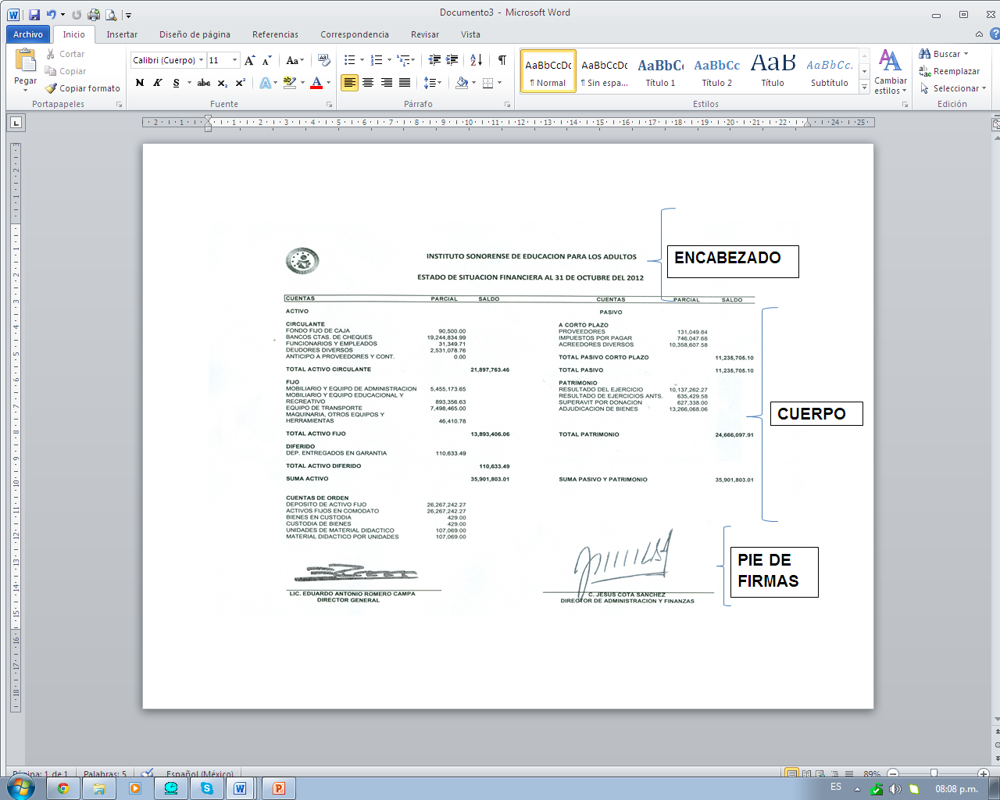 Documento3 - Microsoft Word
Archivo Inicio Insertar Diseño de página Referencias Correspondencia Revisar Vista
Pegar
Cortar
Copiar
Copiar formato
Portapapeles
Calibri (Cuerpo) 11
N K S abc x₂ x²
Fuente
Párrafo
AaBbCcDc AaBbCcDc AaBbC AaBbCc AaB AaBbCc.
¶ Normal ¶ Sin espa... Título 1 Título 2 Título Subtítulo
Cambiar estilos
Estilos
Buscar
Reemplazar
Seleccionar
Edición
2 1 1 2 3 4 5 6 7 8 9 10 11 12 13 14 15 16 17 18 19 20 21 22 24 25
INSTITUTO SONORENSE DE EDUCACION PARA LOS ADULTOS
ESTADO DE SITUACION FINANCIERA AL 31 DE OCTUBRE DEL 2012
ENCABEZADO
CUENTAS PARCIAL SALDO CUENTAS PARCIAL SALDO
ACTIVO
CIRCULANTE
FONDO FIJO DE CAJA 90,500.00
BANCOS CTAS. DE CHEQUES 19,244,834.99
FUNCIONARIOS Y EMPLEADOS 31,349.71
DEUDORES DIVERSOS 2,531,078.76
ANTICIPO A PROVEEDORES Y CONT. 0.00
TOTAL ACTIVO CIRCULANTE 21,897,763.46
FIJO
MOBILIARIO Y EQUIPO DE ADMINISTRACION 5,455,173.65
MOBILIARIO Y EQUIPO EDUCACIONAL Y
RECREATIVO 893,356.63
EQUIPO DE TRANSPORTE 7,498,465.00
MAQUINARIA, OTROS EQUIPOS Y
HERRAMIENTAS 46,410.78
TOTAL ACTIVO FIJO 13,893,406.06
DIFERIDO
DEP. ENTREGADOS EN GARANTIA 110,633.49
TOTAL ACTIVO DIFERIDO 110,633.49
SUMA ACTIVO 35,901,803.01
CUENTAS DE ORDEN
DEPOSITO DE ACTIVO FIJO 26,267,242.27
ACTIVOS FIJOS EN COMODATO 26,267,242.27
BIENES EN CUSTODIA 429.00
CUSTODIA DE BIENES 429.00
UNIDADES DE MATERIAL DIDACTICO 107,069.00
MATERIAL DIDACTICO POR UNIDADES 107,069.00
PASIVO
A CORTO PLAZO
PROVEEDORES 131,049.84
IMPUESTOS POR PAGAR 746,047.68
ACREEDORES DIVERSOS 10,358,607.58
TOTAL PASIVO CORTO PLAZO 11,235,705.10
TOTAL PASIVO 11,235,705.10
PATRIMONIO
RESULTADO DEL EJERCICIO 10,137,262.27
RESULTADO DE EJERCICIOS ANTS. 635,429.58
SUPERAVIT POR DONACION 627,338.00
ADJUDICACION DE BIENES 13,266,068.06
TOTAL PATRIMONIO 24,666,097.91
SUMA PASIVO Y PATRIMONIO 35,901,803.01
CUERPO
PIE DE
FIRMAS
LIC. EDUARDO ANTONIO ROMERO CAMPA
DIRECTOR GENERAL
C. JESUS COTA SANCHEZ
DIRECTOR DE ADMINISTRACION Y FINANZAS
Página: 1 de 1 Palabras: 5 Español (México) 89%
ES 08:08 p.m.